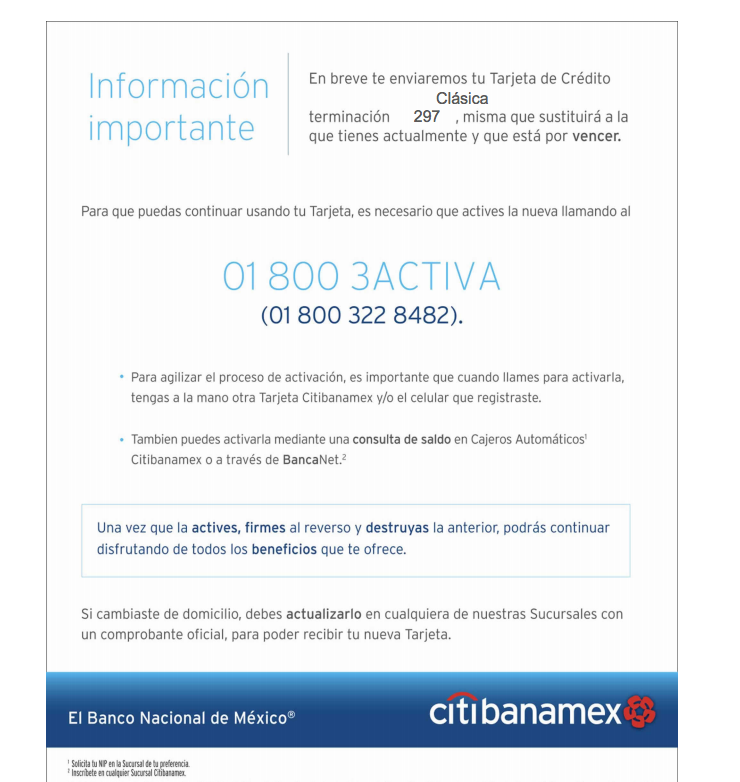 Información
importante
En breve te enviaremos tu Tarjeta de Crédito
Clásica
terminación 297 , misma que sustituirá a la
que tienes actualmente y que está por vencer.
Para que puedas continuar usando tu Tarjeta, es necesario que actives la nueva llamando al
01 800 3ACTIVA
(01 800 322 8482).
• Para agilizar el proceso de activación, es importante que cuando llames para activarla,
tengas a la mano otra Tarjeta Citibanamex y/o el celular que registraste.
• Tambien puedes activarla mediante una consulta de saldo en Cajeros Automáticos¹
Citibanamex o a través de BancaNet.²
Una vez que la actives, firmes al reverso y destruyas la anterior, podrás continuar
disfrutando de todos los beneficios que te ofrece.
Si cambiaste de domicilio, debes actualizarlo en cualquiera de nuestras Sucursales con
un comprobante oficial, para poder recibir tu nueva Tarjeta.
El Banco Nacional de México®
citibanamex
¹ Solicita tu NIP en la Sucursal de tu preferencia.
² Inscríbete en cualquier Sucursal Citibanamex.